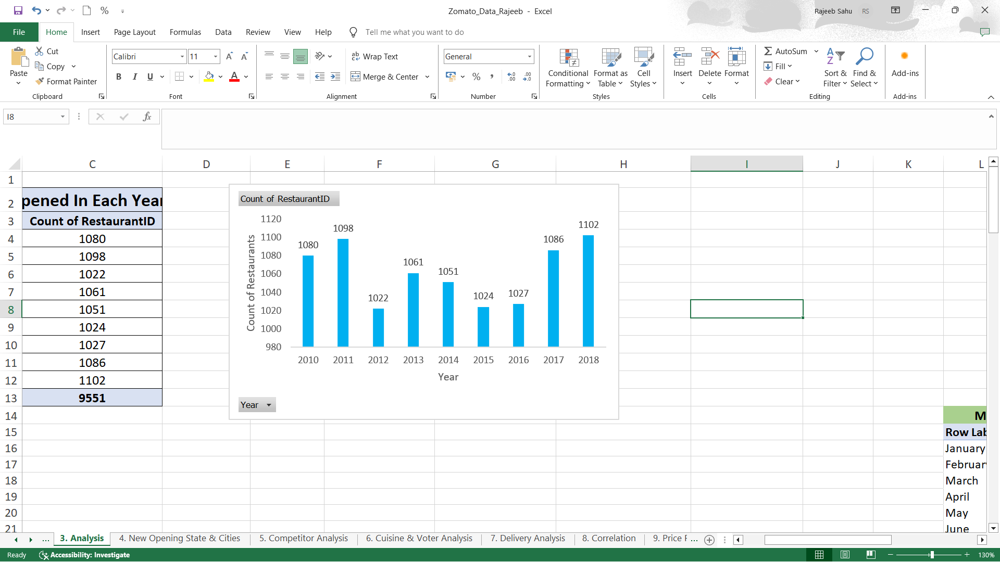 Zomato_Data_Rajeeb - Excel
Rajeeb Sahu RS
File Home Insert Page Layout Formulas Data Review View Help Tell me what you want to do
Paste
Cut
Copy
Format Painter
Clipboard
Calibri 11
B I U A
Font
Wrap Text
Merge & Center
Alignment
General
Number
Conditional Formatting
Format as Table
Cell Styles
Styles
Insert Delete Format
Cells
AutoSum
Fill
Clear
Sort & Filter
Find & Select
Editing
Add-ins
Add-ins
I8
fx
C D E F G H I J K L
1
2 pened In Each Year
3 Count of RestaurantID
4 1080
5 1098
6 1022
7 1061
8 1051
9 1024
10 1027
11 1086
12 1102
13 9551
14
15
16
17
18
19
20
21
Count of RestaurantID
Count of Restaurants
1120
1100
1080
1060
1040
1020
1000
980
1080 1098 1022 1061 1051 1024 1027 1086 1102
2010 2011 2012 2013 2014 2015 2016 2017 2018
Year
Year
M
Row Lab
January
February
March
April
May
June
... 3. Analysis 4. New Opening State & Cities 5. Competitor Analysis 6. Cuisine & Voter Analysis 7. Delivery Analysis 8. Correlation 9. Price F ...
Ready Accessibility: Investigate 130%